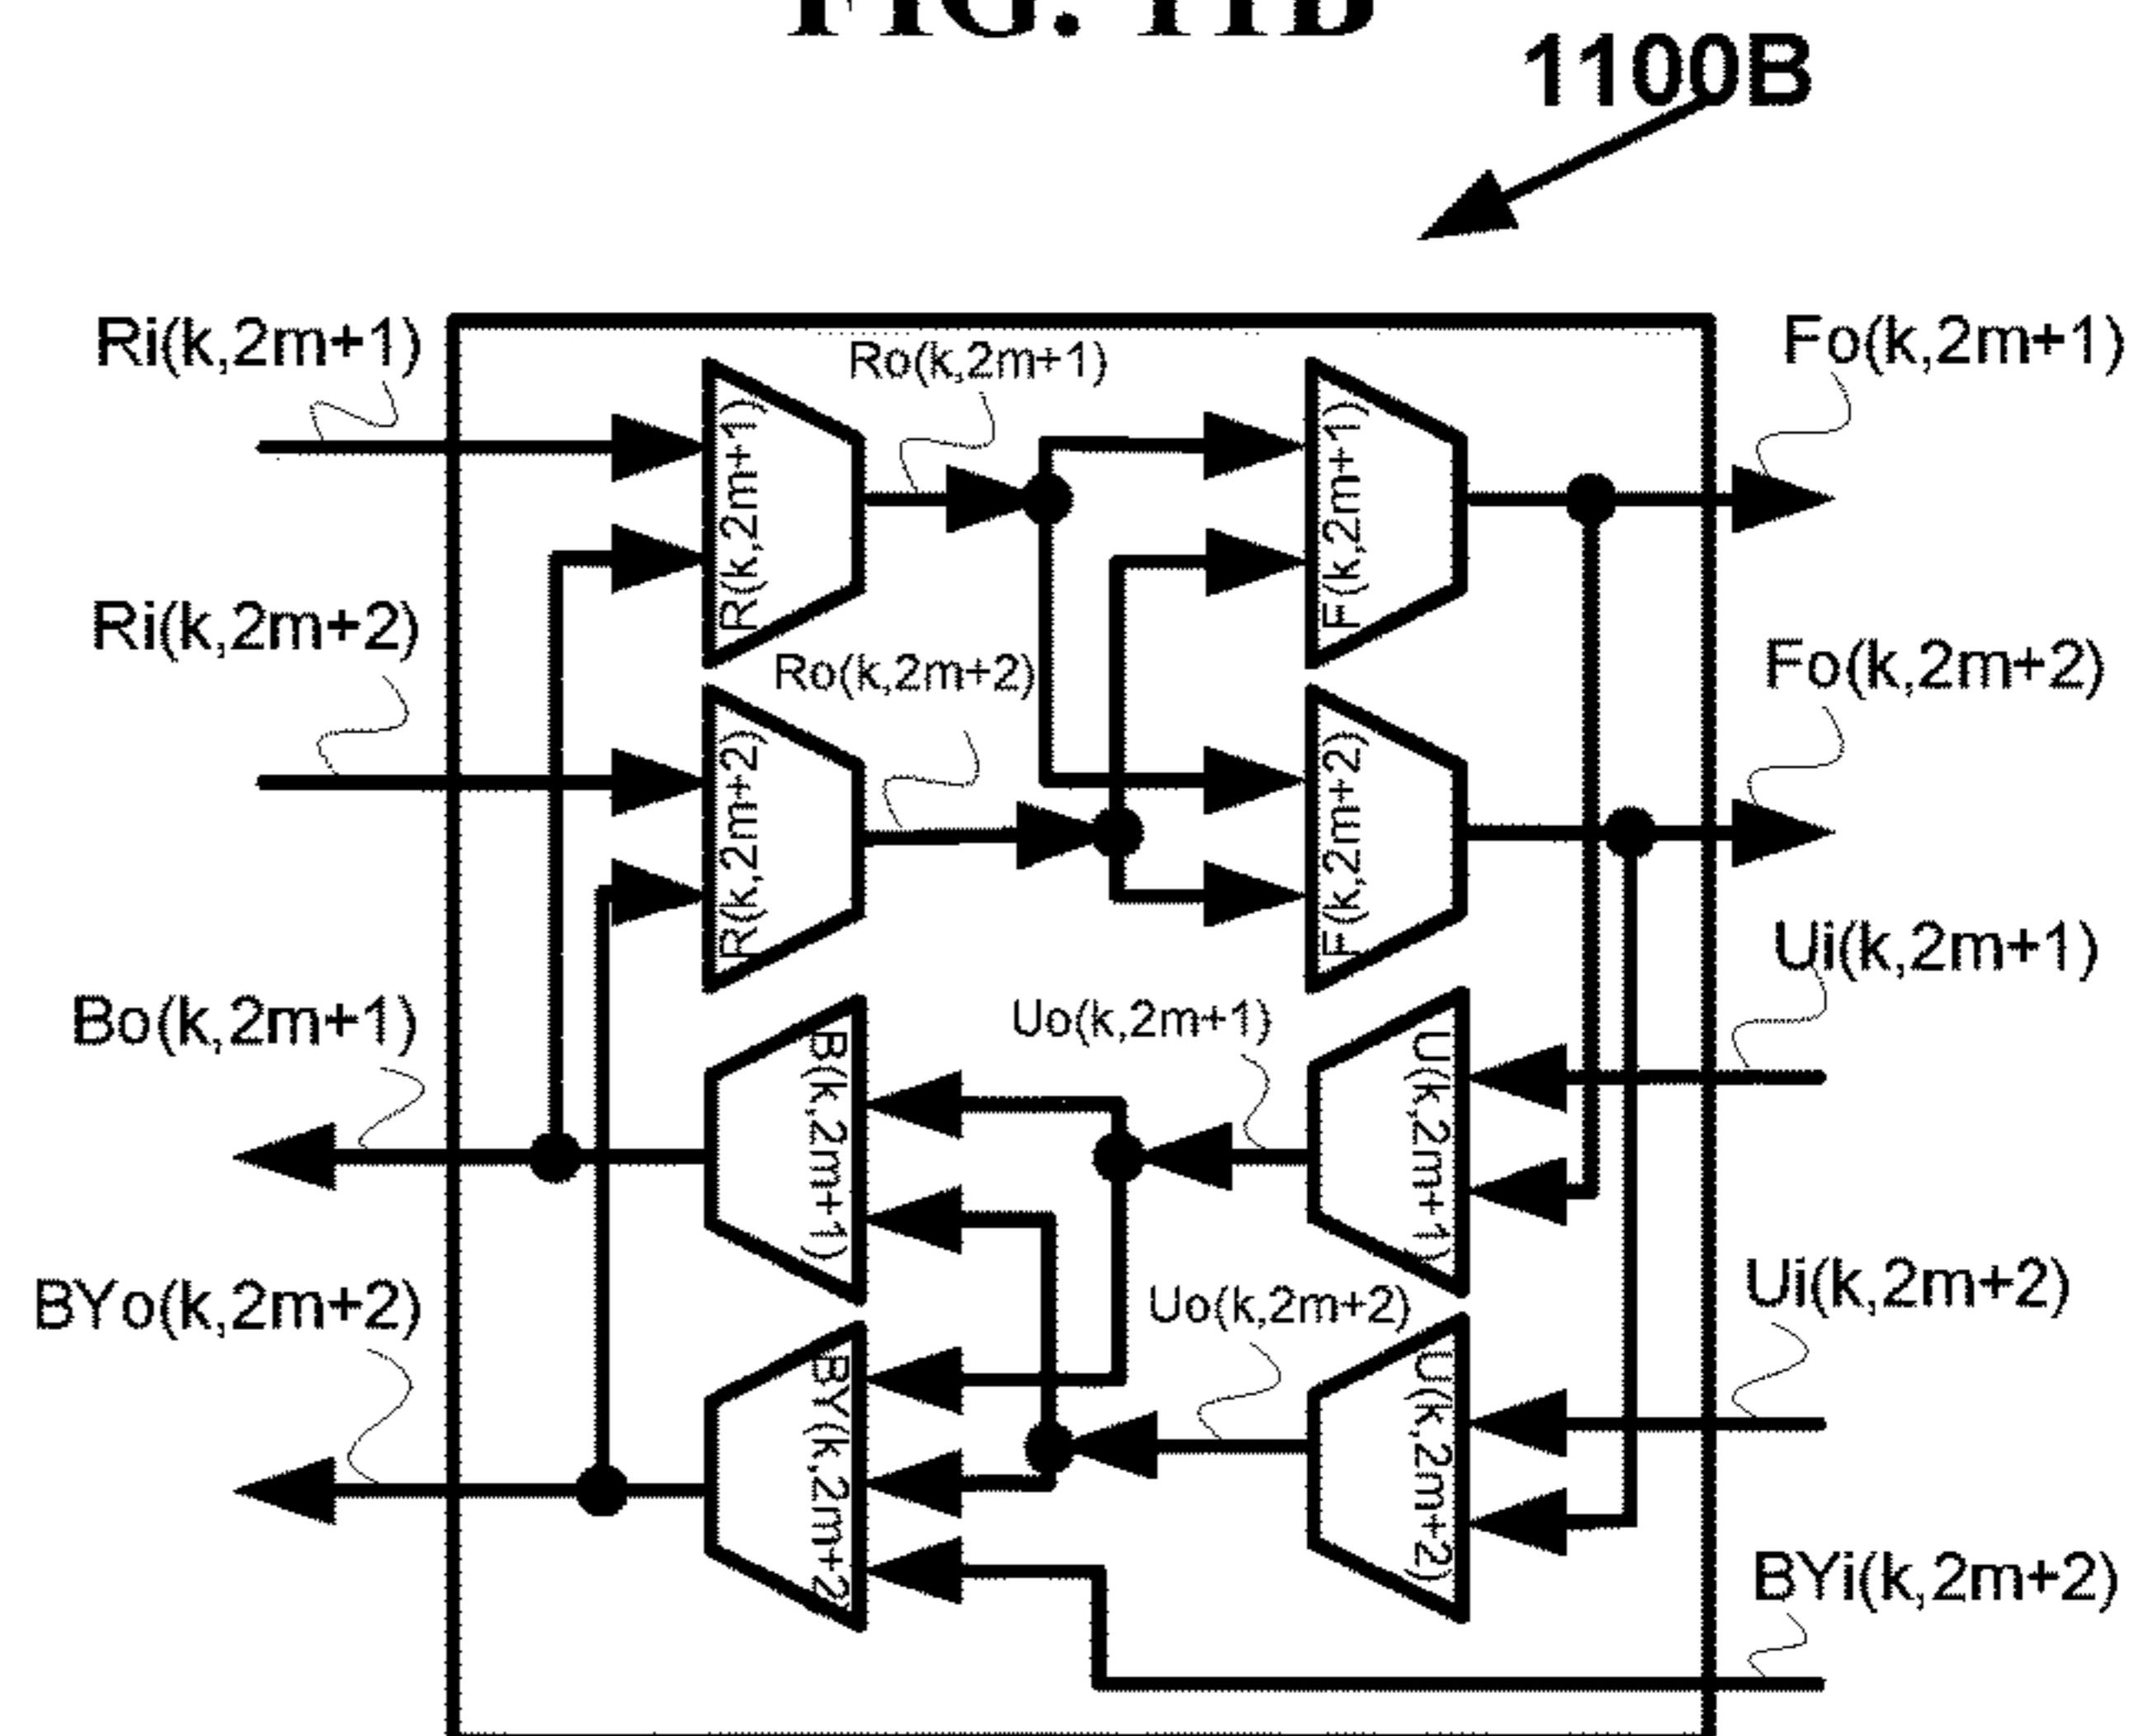 FIG. 11B
1100B
Ri(k,2m+1)
Ro(k,2m+1)
Fo(k,2m+1)
R(k,2m+1)
F(k,2m+1)
Ri(k,2m+2)
Ro(k,2m+2)
Fo(k,2m+2)
R(k,2m+2)
F(k,2m+2)
Ui(k,2m+1)
Bo(k,2m+1)
Uo(k,2m+1)
B(k,2m+1)
U(k,2m+1)
BYo(k,2m+2)
Uo(k,2m+2)
Ui(k,2m+2)
BY(k,2m+2)
U(k,2m+2)
BYi(k,2m+2)